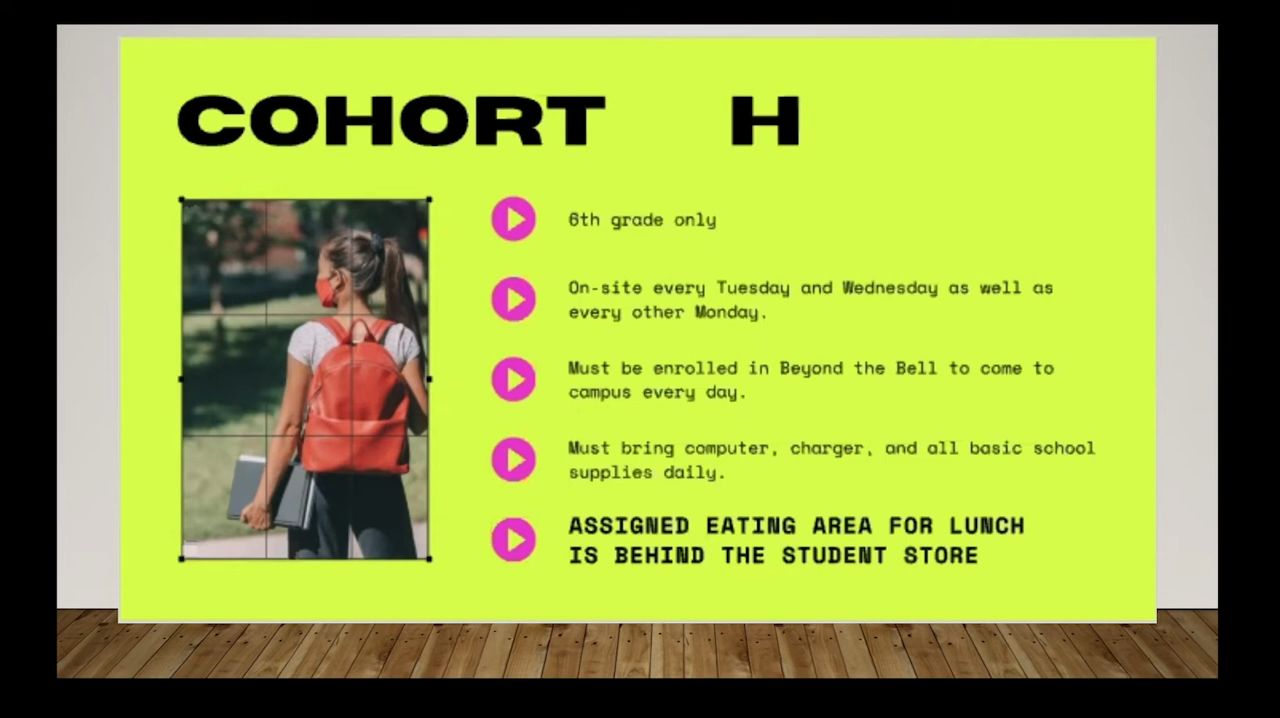 COHORT H
6th grade only
On-site every Tuesday and Wednesday as well as
every other Monday.
Must be enrolled in Beyond the Bell to come to
campus every day.
Must bring computer, charger, and all basic school
supplies daily.
ASSIGNED EATING AREA FOR LUNCH
IS BEHIND THE STUDENT STORE